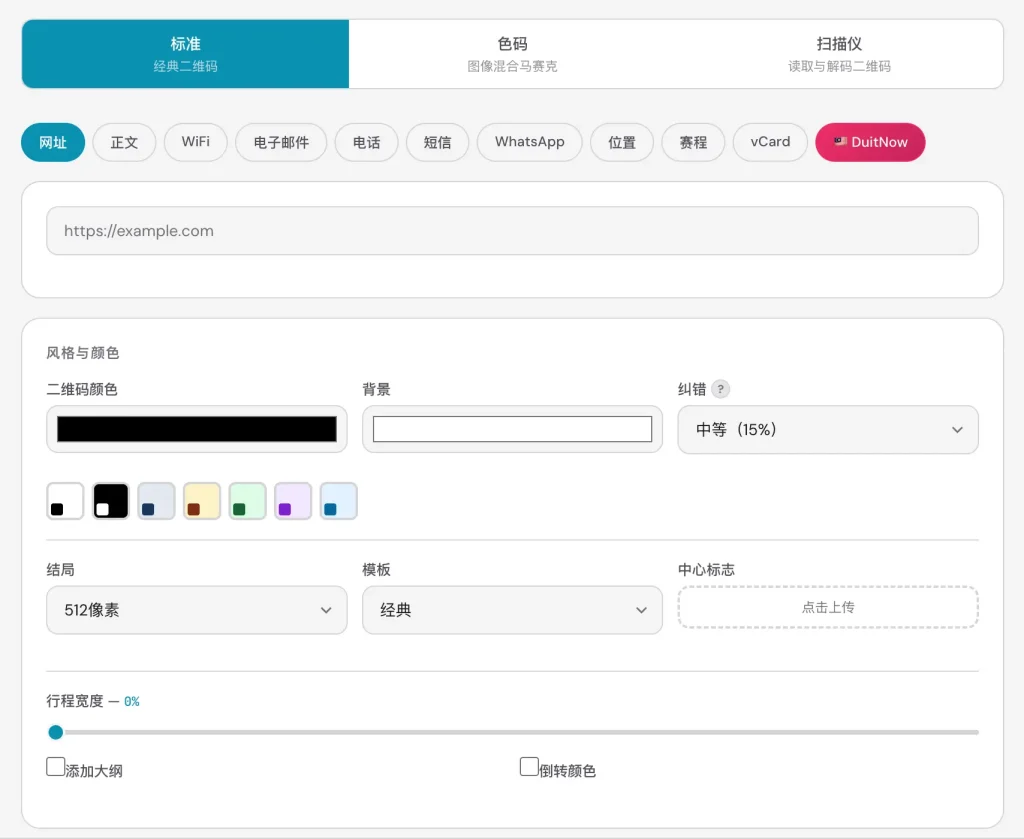 标准
经典二维码
色码
图像混合马赛克
扫描仪
读取与解码二维码
网址
正文
WiFi
电子邮件
电话
短信
WhatsApp
位置
赛程
vCard
🇲🇾 DuitNow
https://example.com
风格与颜色
二维码颜色
背景
纠错 ?
中等（15%）
结局
模板
中心标志
512像素
经典
点击上传
行程宽度 — 0%
添加大纲
倒转颜色